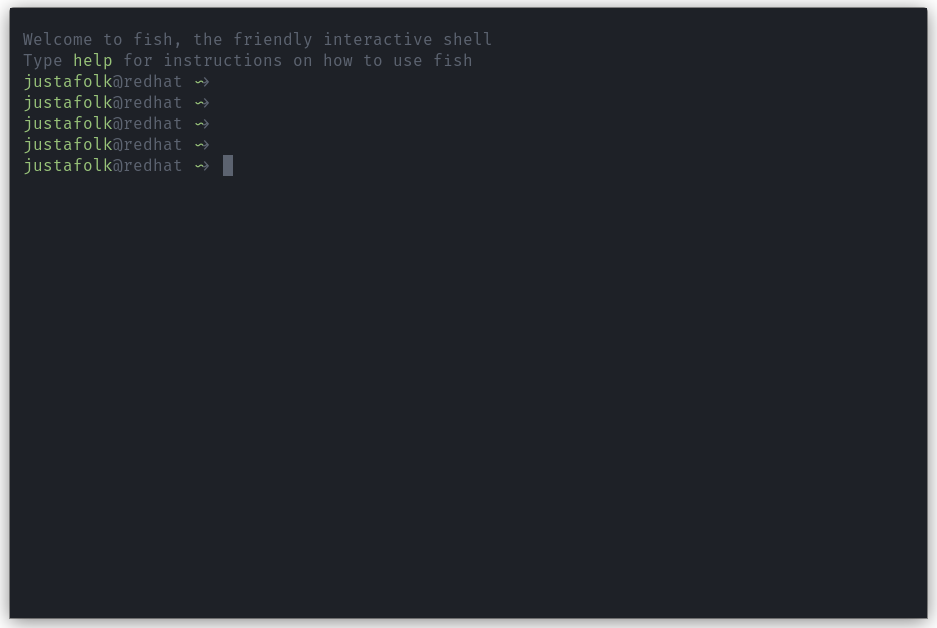 Welcome to fish, the friendly interactive shell
Type help for instructions on how to use fish
justafolk@redhat ~>
justafolk@redhat ~>
justafolk@redhat ~>
justafolk@redhat ~>
justafolk@redhat ~>